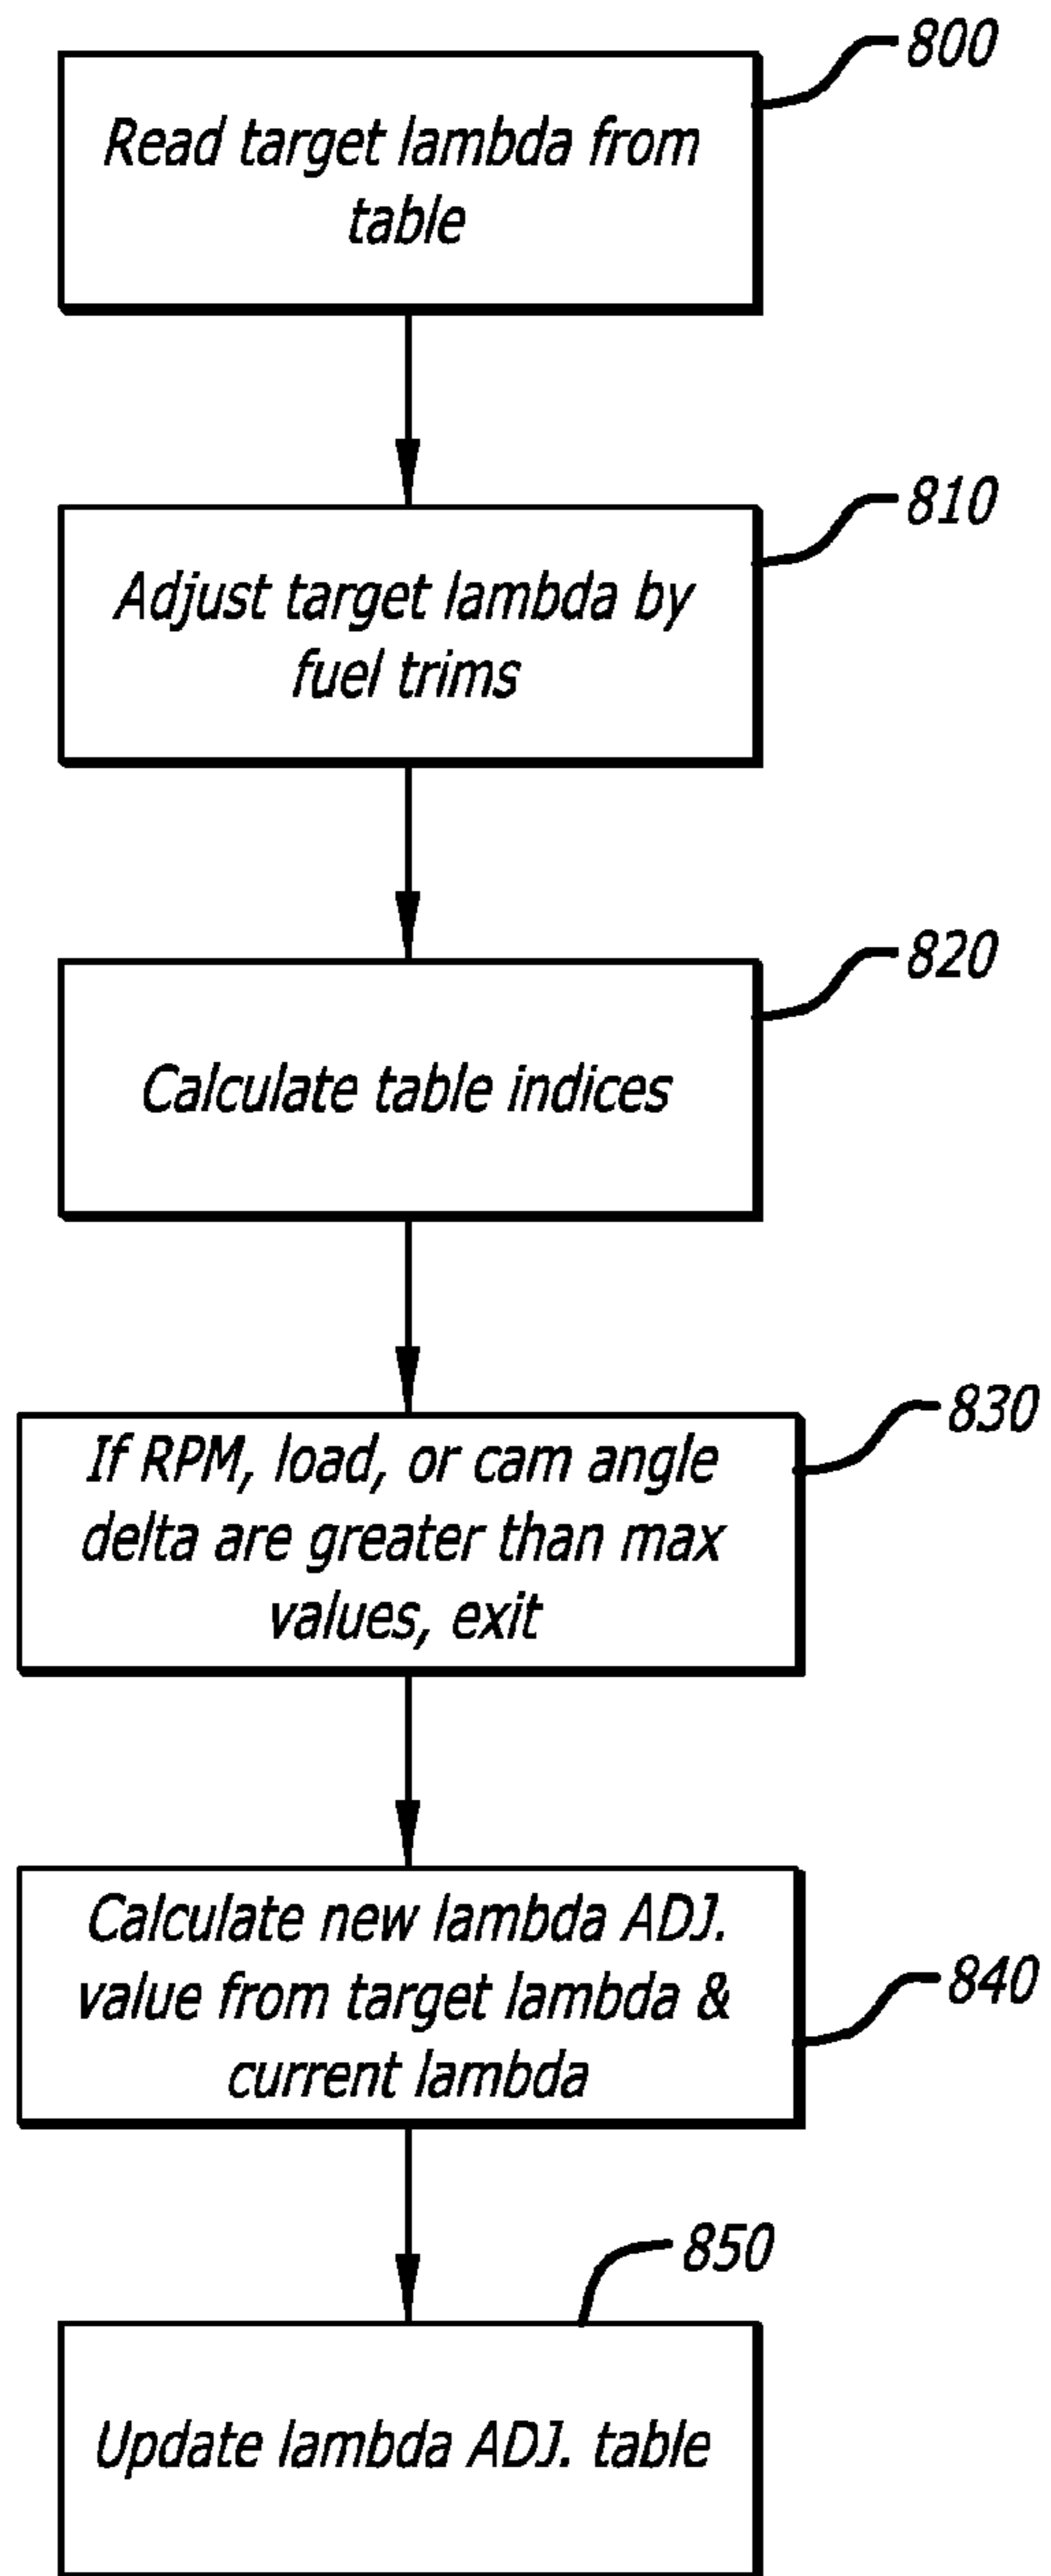 800
Read target lambda from
table
810
Adjust target lambda by
fuel trims
820
Calculate table indices
830
If RPM, load, or cam angle
delta are greater than max
values, exit
840
Calculate new lambda ADJ.
value from target lambda &
current lambda
850
Update lambda ADJ. table